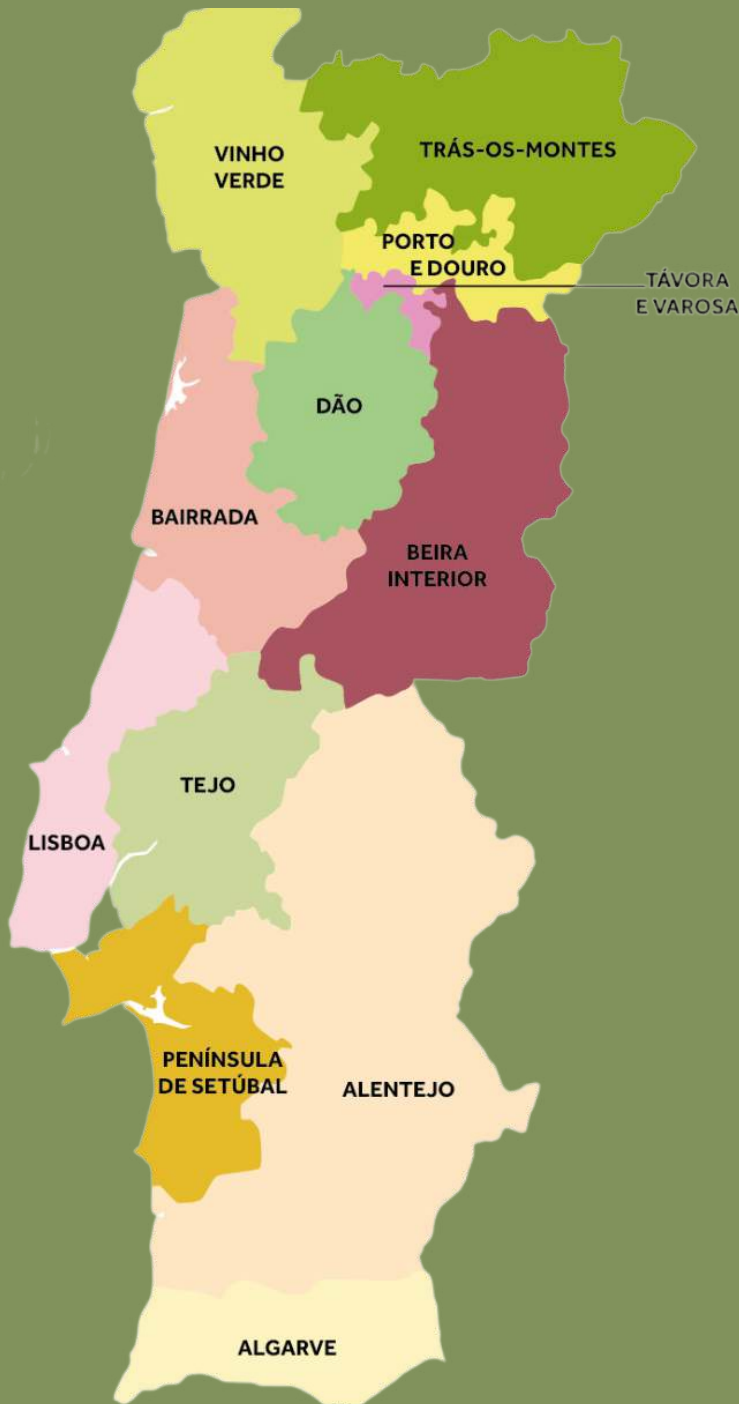 VINHO
VERDE
TRÁS-OS-MONTES
PORTO
E DOURO
TÁVORA
E VAROSA
DÃO
BAIRRADA
BEIRA
INTERIOR
TEJO
LISBOA
PENÍNSULA
DE SETÚBAL
ALENTEJO
ALGARVE